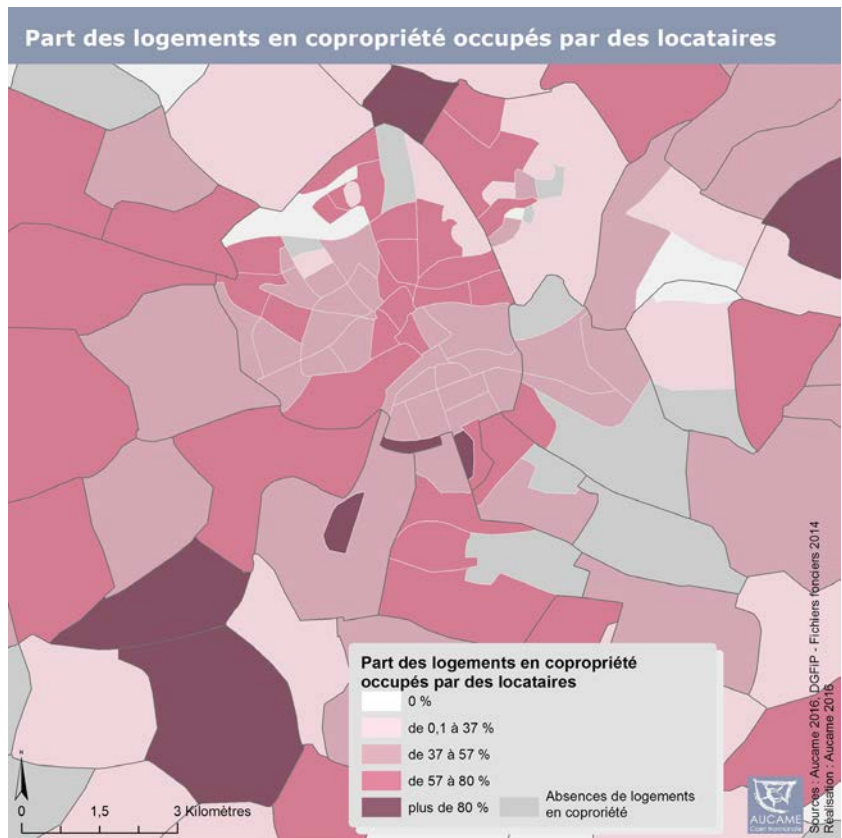 Part des logements en copropriété occupés par des locataires
Part des logements en copropriété
occupés par des locataires
0 %
de 0,1 à 37 %
de 37 à 57 %
de 57 à 80 %
plus de 80 %
Absences de logements
en coproriété
N
0 1,5 3 Kilomètres
AUCAME
Caen Normandie
Sources : Aucame 2016, DGFiP - Fichiers fonciers 2014
Réalisation : Aucame 2016